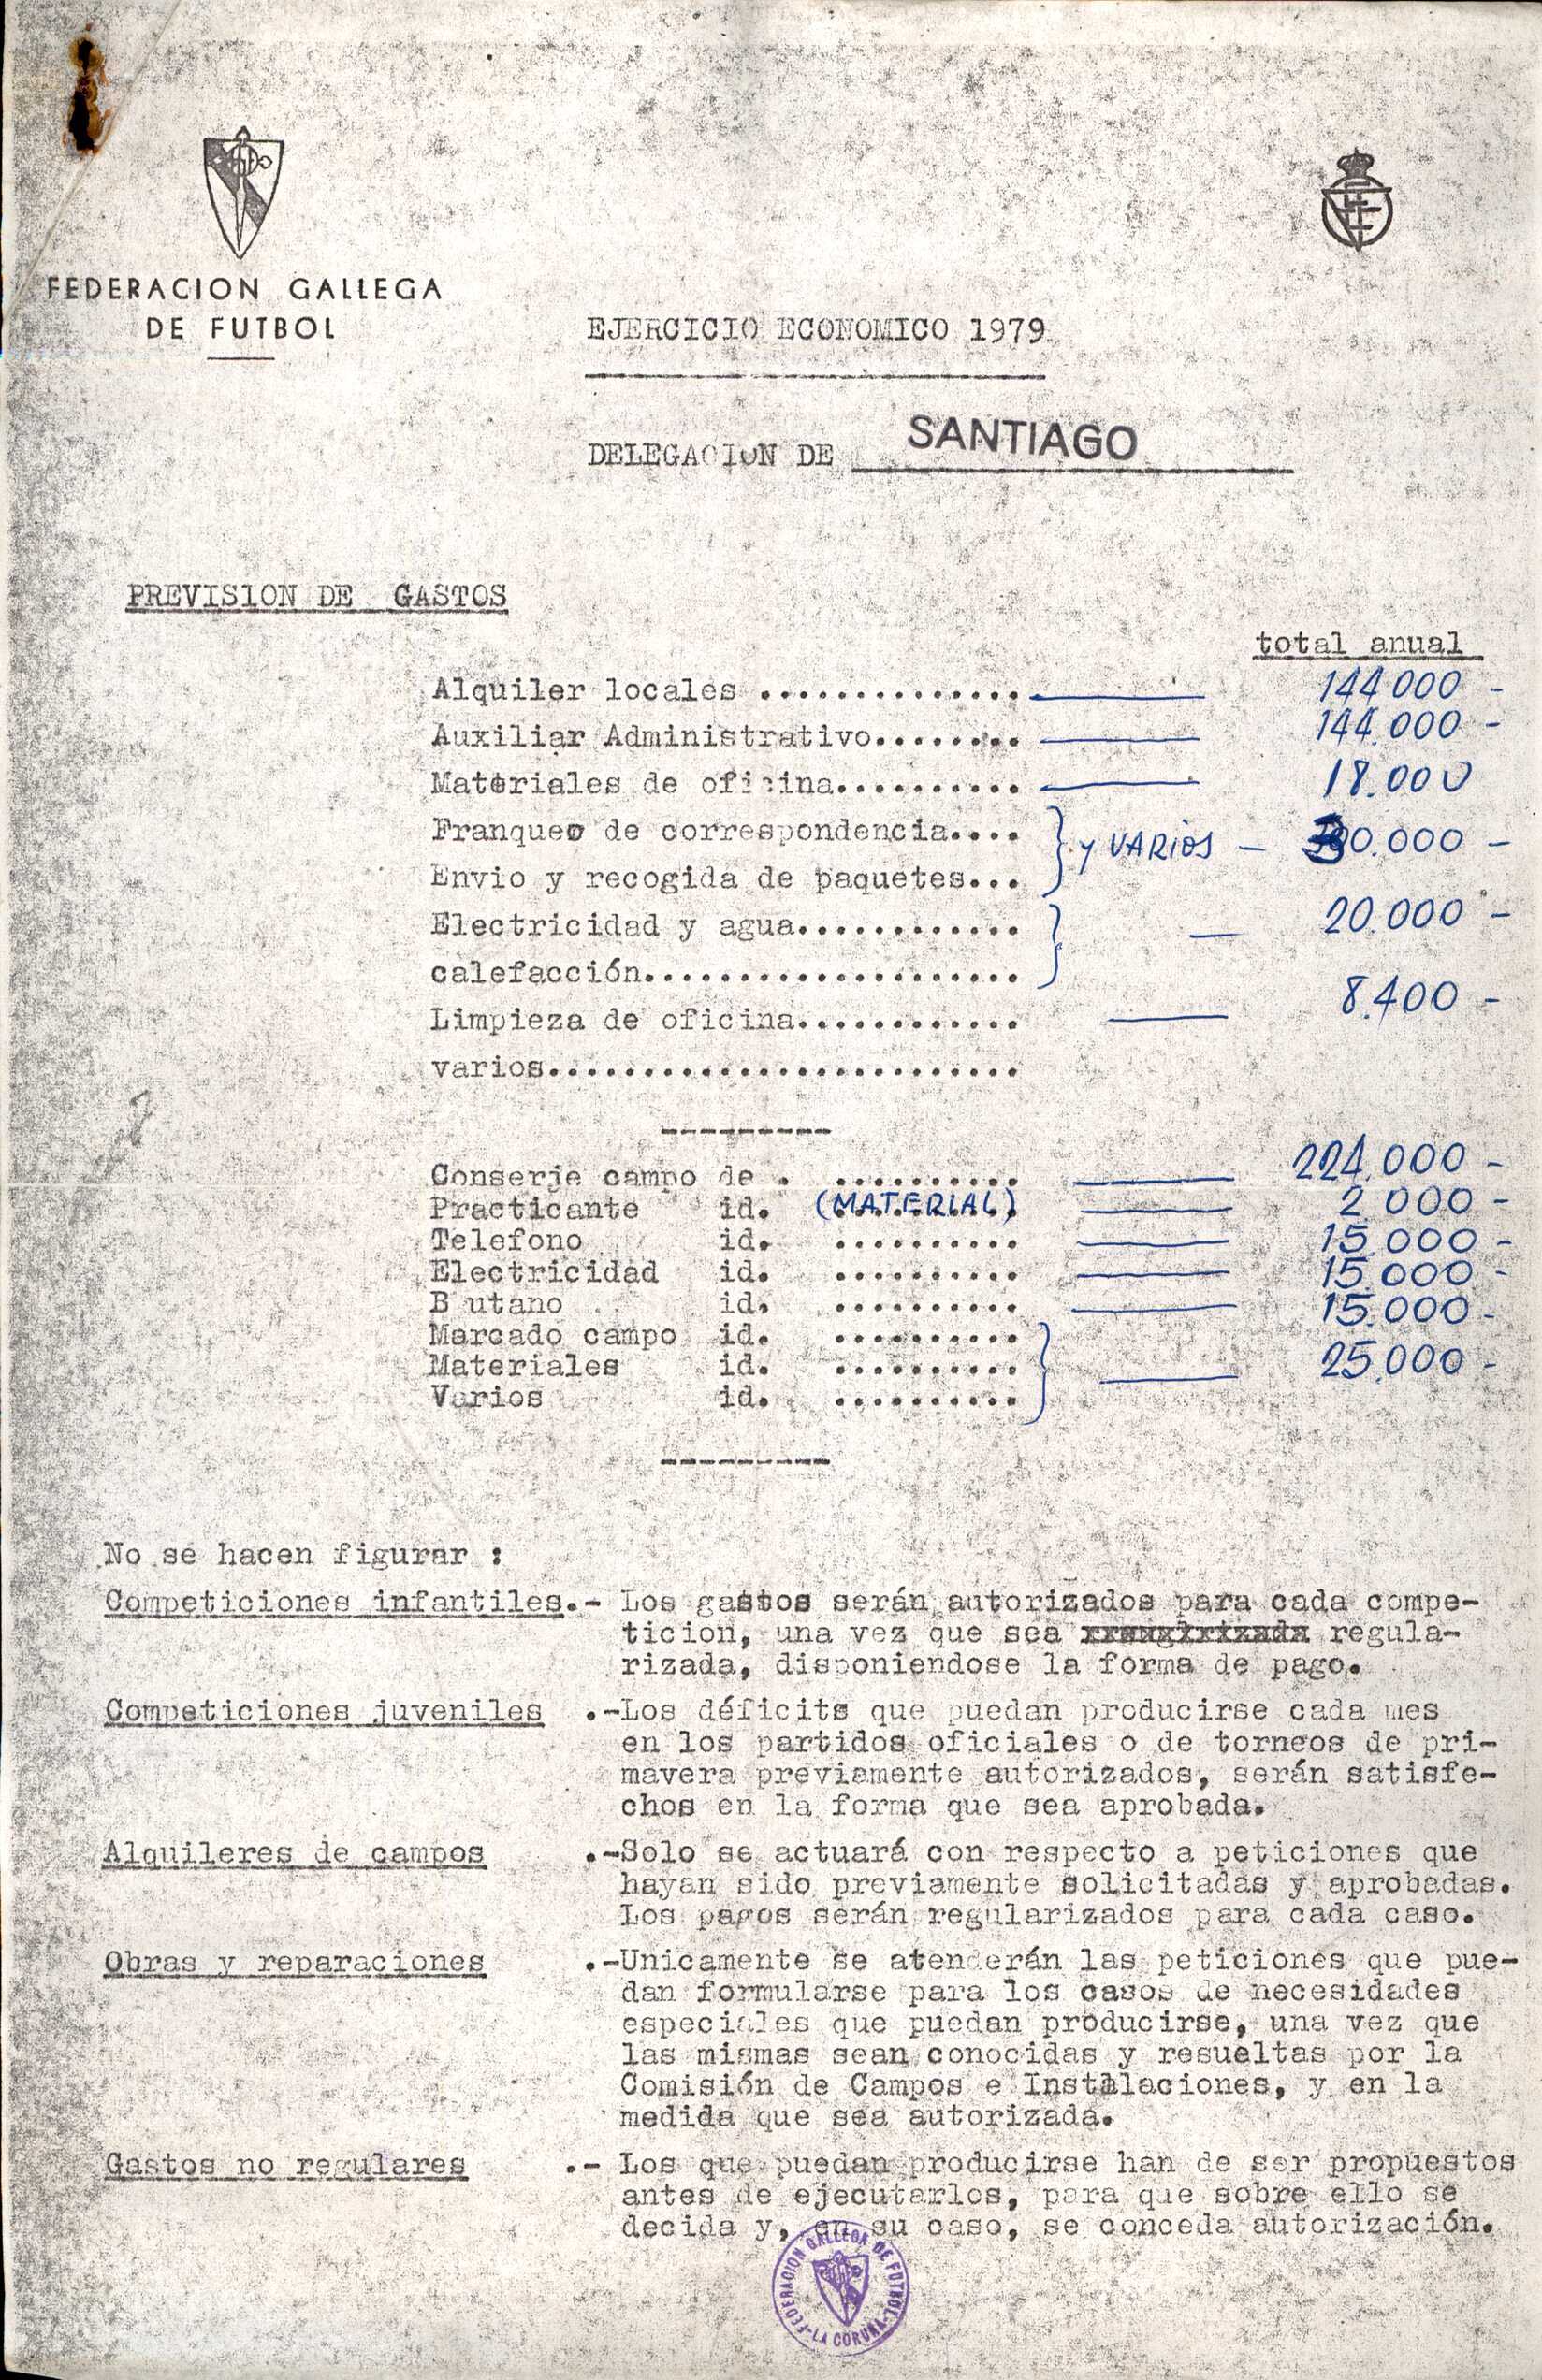 FEDERACION GALLEGA
DE FUTBOL
EJERCICIO ECONOMICO 1979
DELEGACION DE SANTIAGO
PREVISION DE GASTOS
total anual
Alquiler locales .............. 144000 -
Auxiliar Administrativo........ 144.000 -
Materiales de oficina.......... 18.000
Franqueo de correspondencia....
y VARIOS - 30.000 -
Envio y recogida de paquetes...
Electricidad y agua............ 20.000 -
calefacción....................
Limpieza de oficina............ 8.400 -
varios.........................
---------
Conserje campo de . .......... 224.000 -
Practicante id. (MATERIAL) 2.000 -
Telefono id. .......... 15.000 -
Electricidad id. .......... 15.000 -
B utano id. .......... 15.000 -
Marcado campo id. ..........
Materiales id. .......... 25.000 -
Varios id. ..........
---------
No se hacen figurar :
Competiciones infantiles.- Los gastos serán autorizados para cada compe-
ticion, una vez que sea regula-
rizada, disponiendose la forma de pago.
Competiciones juveniles .-Los déficits que puedan producirse cada mes
en los partidos oficiales o de torneos de pri-
mavera previamente autorizados, serán satisfe-
chos en la forma que sea aprobada.
Alquileres de campos .-Solo se actuará con respecto a peticiones que
hayan sido previamente solicitadas y aprobadas.
Los pagos serán regularizados para cada caso.
Obras y reparaciones .-Unicamente se atenderán las peticiones que pue-
dan formularse para los casos de necesidades
especiales que puedan producirse, una vez que
las mismas sean conocidas y resueltas por la
Comisión de Campos e Instalaciones, y en la
medida que sea autorizada.
Gastos no regulares .- Los que puedan producirse han de ser propuestos
antes de ejecutarlos, para que sobre ello se
decida y, en su caso, se conceda autorización.
FEDERACION GALLEGA DE FUTBOL
-LA CORUÑA-